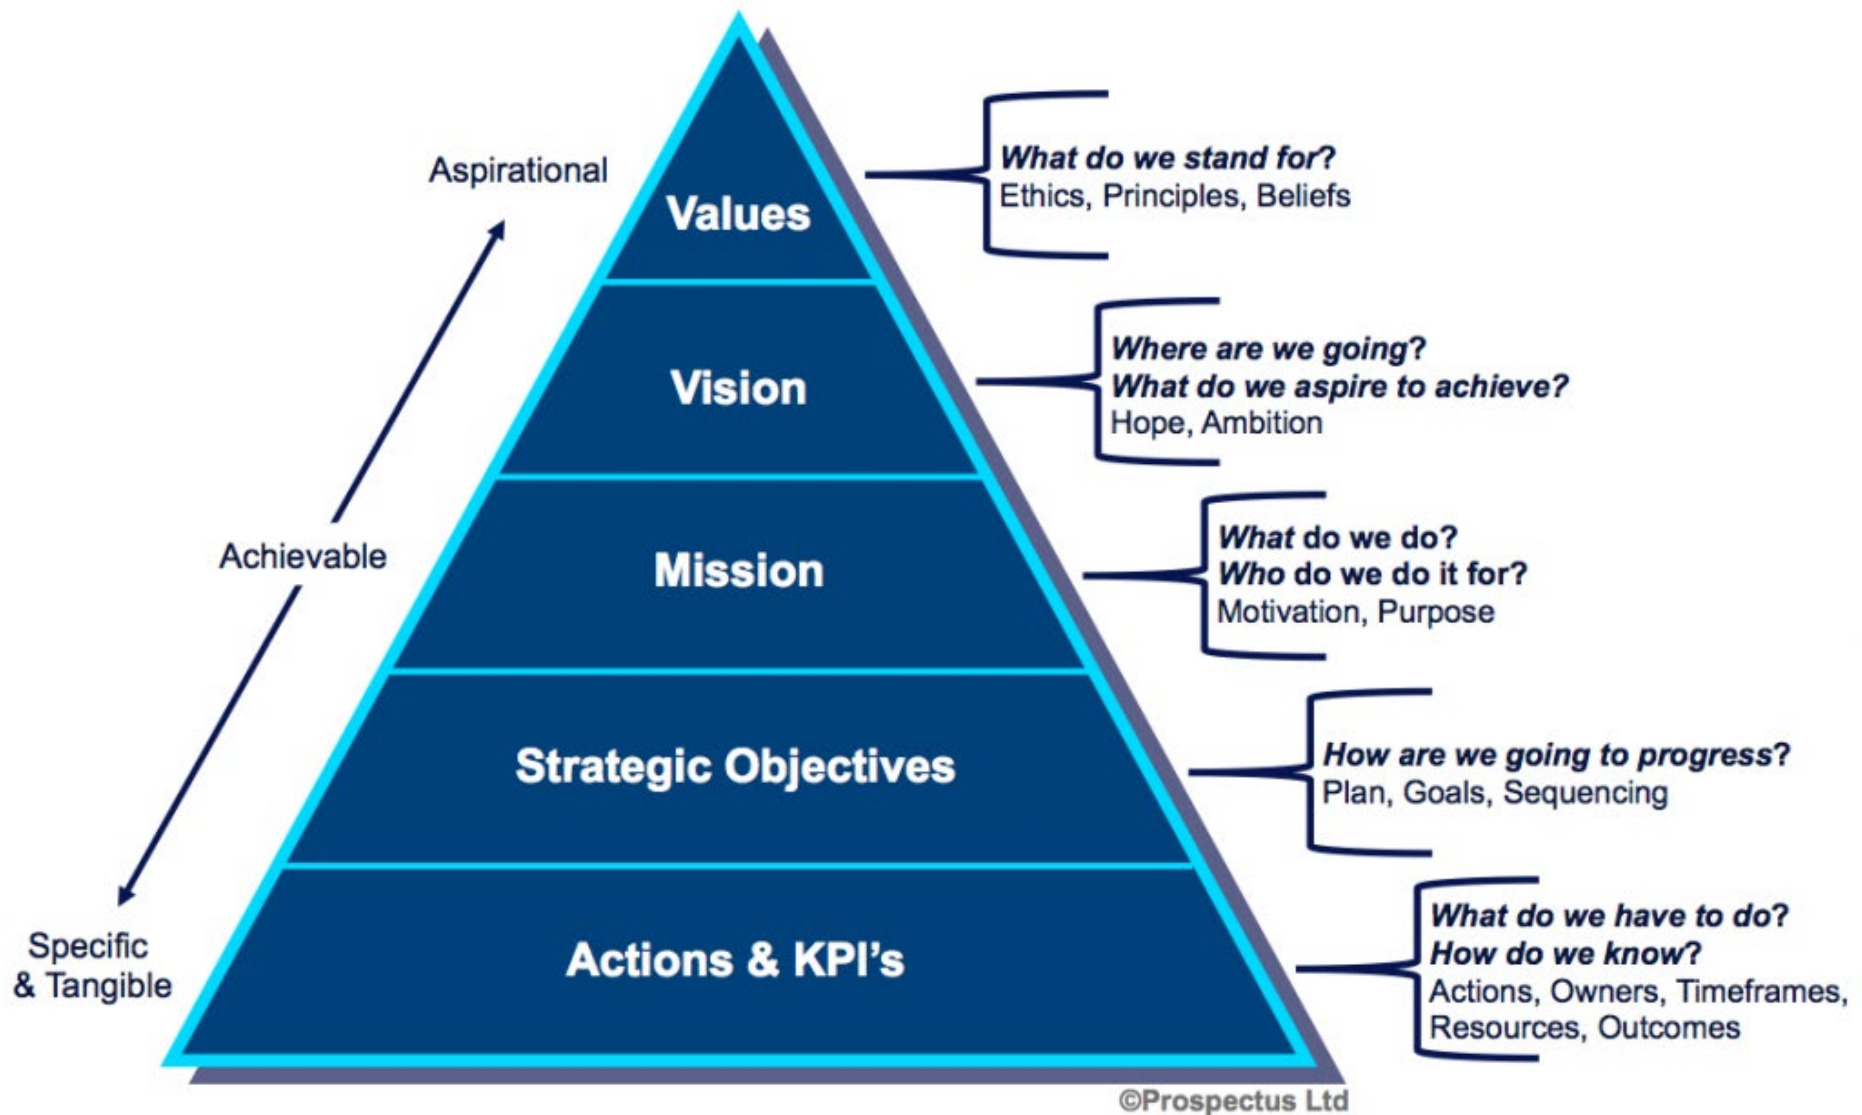 Aspirational
Values
What do we stand for?
Ethics, Principles, Beliefs
Vision
Where are we going?
What do we aspire to achieve?
Hope, Ambition
Achievable
Mission
What do we do?
Who do we do it for?
Motivation, Purpose
Strategic Objectives
How are we going to progress?
Plan, Goals, Sequencing
Specific
& Tangible
Actions & KPI’s
What do we have to do?
How do we know?
Actions, Owners, Timeframes,
Resources, Outcomes
©Prospectus Ltd